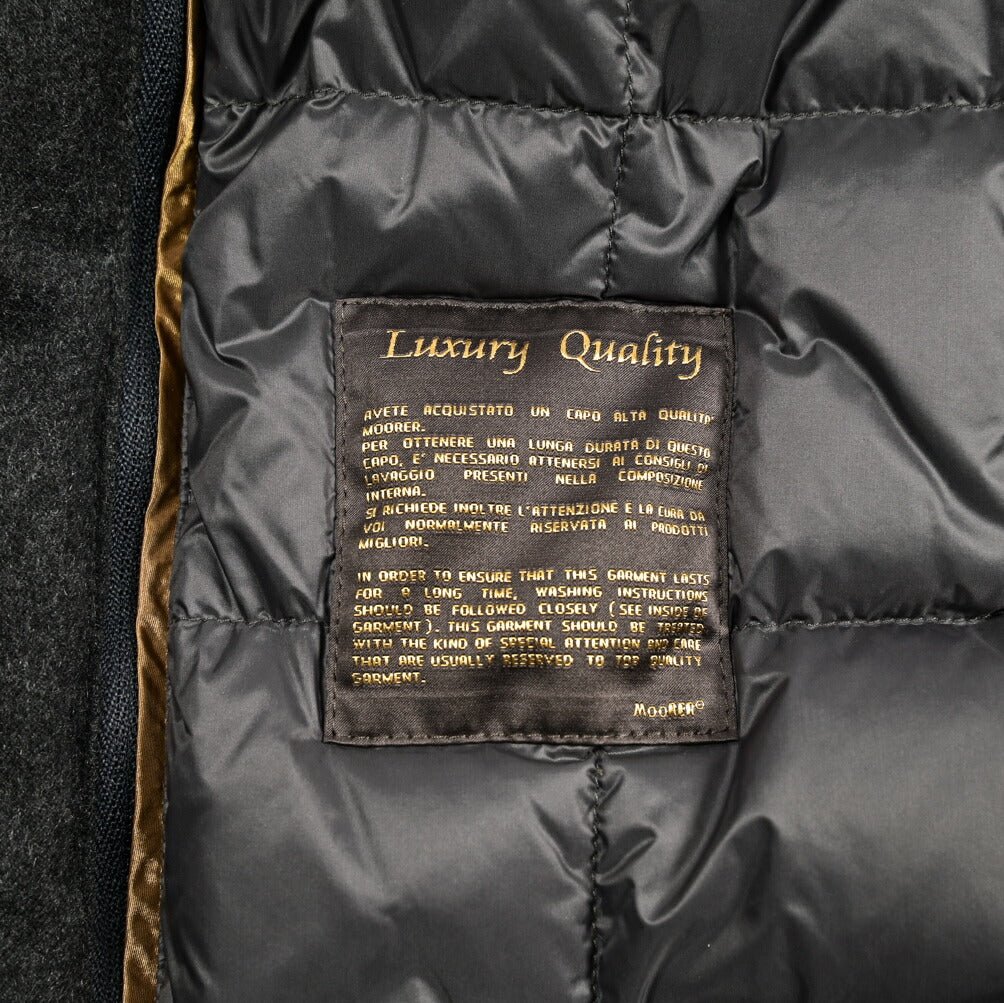 Luxury Quality
AVETE ACQUISTATO UN CAPO ALTA QUALITA'
MOORER.
PER OTTENERE UNA LUNGA DURATA DI QUESTO
CAPO, E' NECESSARIO ATTENERSI AI CONSIGLI DI
LAVAGGIO PRESENTI NELLA COMPOSIZIONE
INTERNA.
SI RICHIEDE INOLTRE L'ATTENZIONE E LA CURA DA
VOI NORMALMENTE RISERVATA AI PRODOTTI
MIGLIORI.
IN ORDER TO ENSURE THAT THIS GARMENT LASTS
FOR A LONG TIME, WASHING INSTRUCTIONS
SHOULD BE FOLLOWED CLOSELY (SEE INSIDE OF
GARMENT). THIS GARMENT SHOULD BE TREATED
WITH THE KIND OF SPECIAL ATTENTION AND CARE
THAT ARE USUALLY RESERVED TO TOP QUALITY
GARMENT.
MOORER®